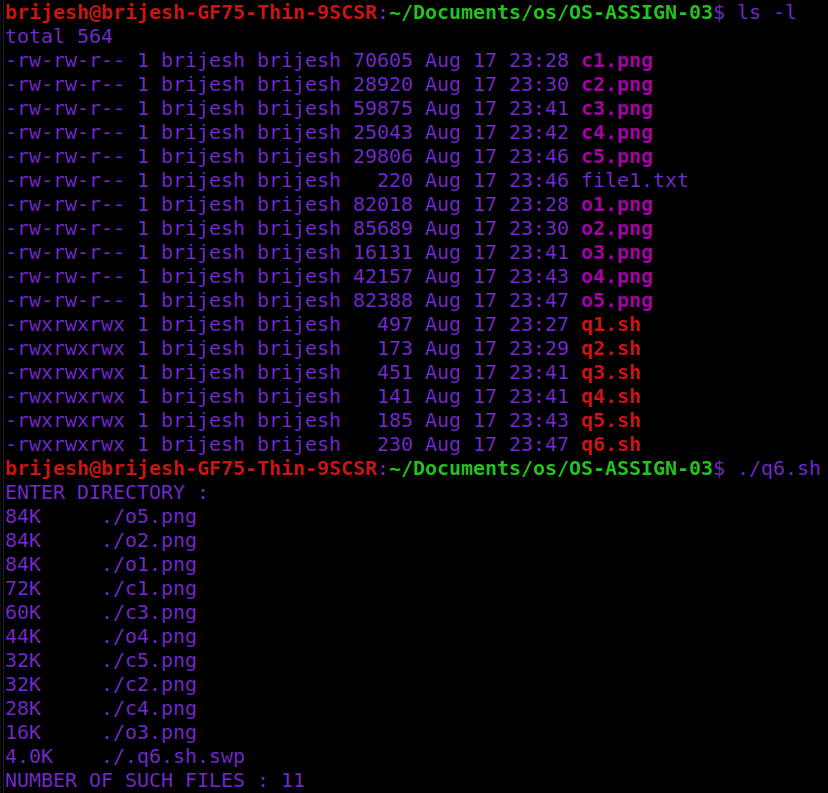 brijesh@brijesh-GF75-Thin-9SCSR:~/Documents/os/OS-ASSIGN-03$ ls -l
total 564
-rw-rw-r-- 1 brijesh brijesh 70605 Aug 17 23:28 c1.png
-rw-rw-r-- 1 brijesh brijesh 28920 Aug 17 23:30 c2.png
-rw-rw-r-- 1 brijesh brijesh 59875 Aug 17 23:41 c3.png
-rw-rw-r-- 1 brijesh brijesh 25043 Aug 17 23:42 c4.png
-rw-rw-r-- 1 brijesh brijesh 29806 Aug 17 23:46 c5.png
-rw-rw-r-- 1 brijesh brijesh   220 Aug 17 23:46 file1.txt
-rw-rw-r-- 1 brijesh brijesh 82018 Aug 17 23:28 o1.png
-rw-rw-r-- 1 brijesh brijesh 85689 Aug 17 23:30 o2.png
-rw-rw-r-- 1 brijesh brijesh 16131 Aug 17 23:41 o3.png
-rw-rw-r-- 1 brijesh brijesh 42157 Aug 17 23:43 o4.png
-rw-rw-r-- 1 brijesh brijesh 82388 Aug 17 23:47 o5.png
-rwxrwxrwx 1 brijesh brijesh   497 Aug 17 23:27 q1.sh
-rwxrwxrwx 1 brijesh brijesh   173 Aug 17 23:29 q2.sh
-rwxrwxrwx 1 brijesh brijesh   451 Aug 17 23:41 q3.sh
-rwxrwxrwx 1 brijesh brijesh   141 Aug 17 23:41 q4.sh
-rwxrwxrwx 1 brijesh brijesh   185 Aug 17 23:43 q5.sh
-rwxrwxrwx 1 brijesh brijesh   230 Aug 17 23:47 q6.sh
brijesh@brijesh-GF75-Thin-9SCSR:~/Documents/os/OS-ASSIGN-03$ ./q6.sh
ENTER DIRECTORY :
84K     ./o5.png
84K     ./o2.png
84K     ./o1.png
72K     ./c1.png
60K     ./c3.png
44K     ./o4.png
32K     ./c5.png
32K     ./c2.png
28K     ./c4.png
16K     ./o3.png
4.0K    ./.q6.sh.swp
NUMBER OF SUCH FILES : 11